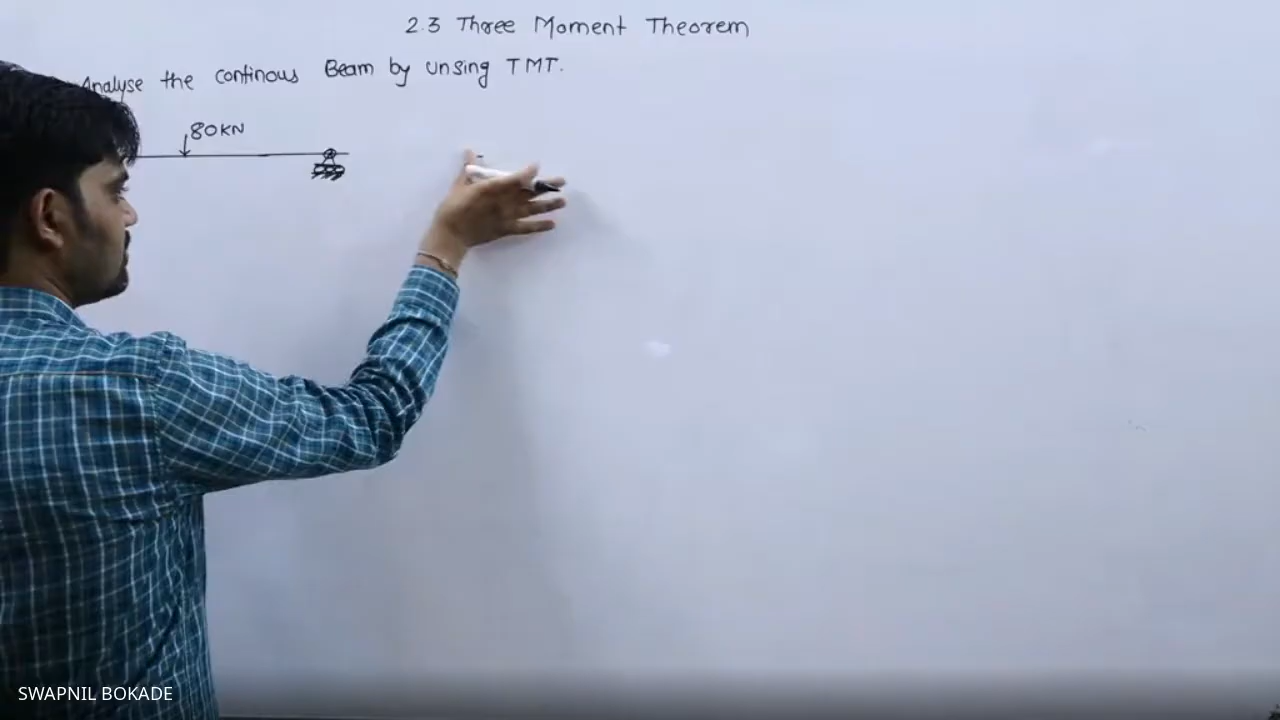 2.3 Three Moment Theorem
Analyse the continous Beam by unsing TMT.
80KN
SWAPNIL BOKADE